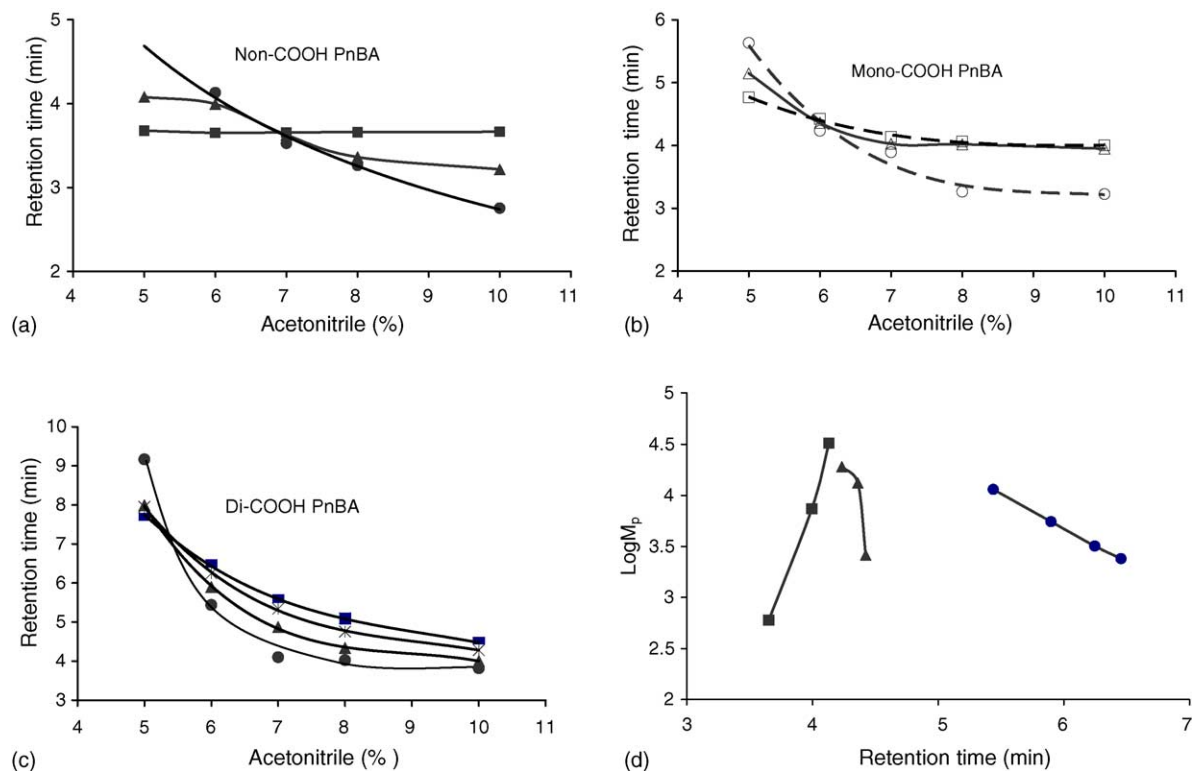 5
4
3
2
Retention time (min)
Non-COOH PnBA
4 5 6 7 8 9 10 11
Acetonitrile (%)
(a)
6
5
4
3
2
Retention time (min)
Mono-COOH PnBA
4 5 6 7 8 9 10 11
Acetonitrile (%)
(b)
10
9
8
7
6
5
4
3
Retention time (min)
Di-COOH PnBA
4 5 6 7 8 9 10 11
Acetonitrile (% )
(c)
5
4.5
4
3.5
3
2.5
2
LogMp
3 4 5 6 7
Retention time (min)
(d)